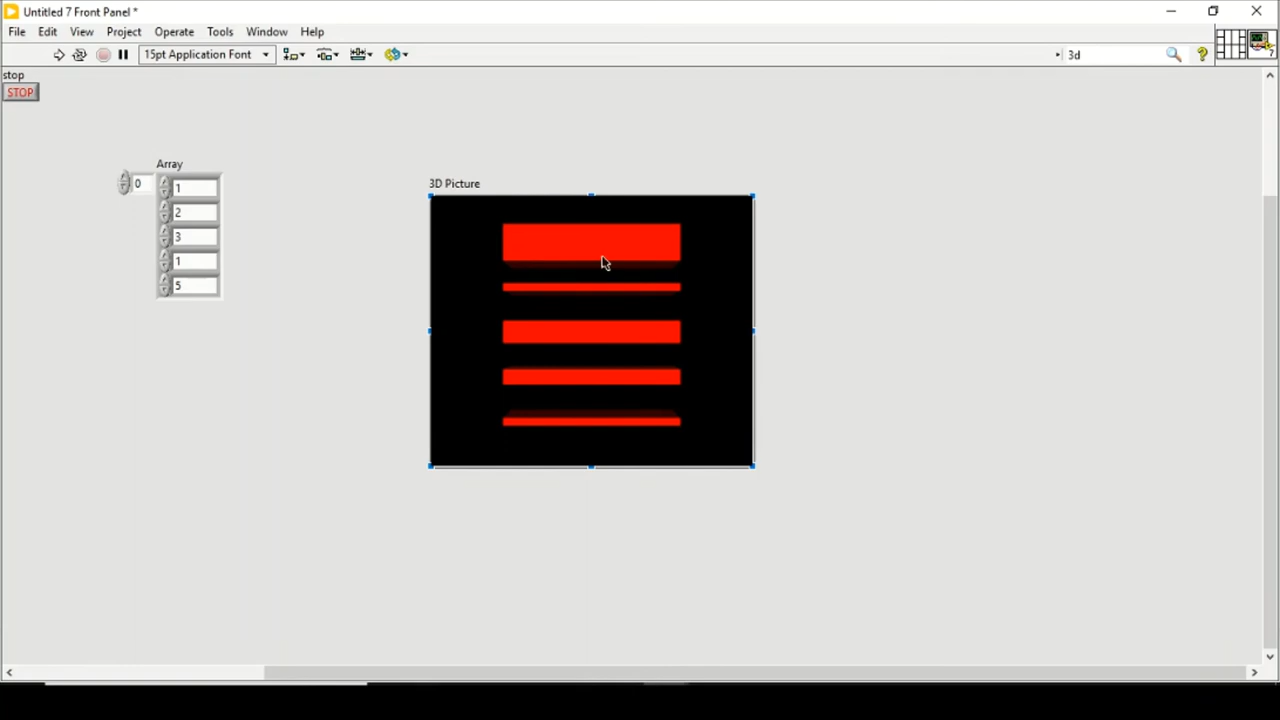 Untitled 7 Front Panel *
File Edit View Project Operate Tools Window Help
15pt Application Font
3d
?
7
stop
STOP
Array
0
1
2
3
1
5
3D Picture